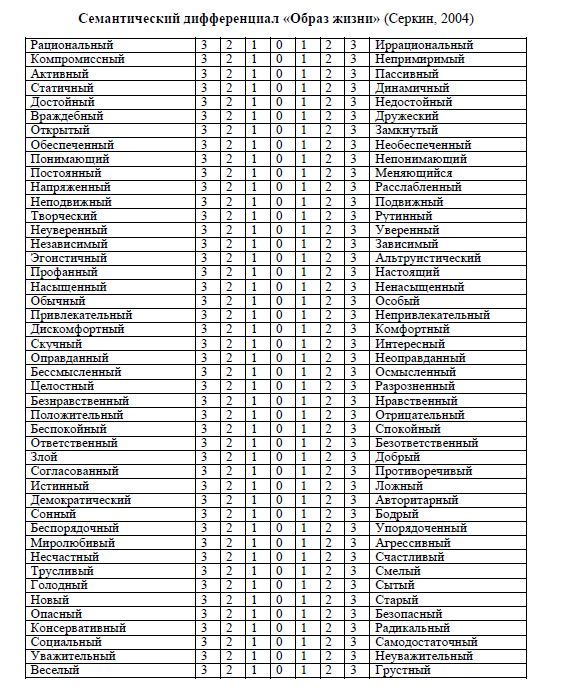 Семантический дифференциал «Образ жизни» (Серкин, 2004)
Рациональный 3 2 1 0 1 2 3 Иррациональный
Компромиссный 3 2 1 0 1 2 3 Непримиримый
Активный 3 2 1 0 1 2 3 Пассивный
Статичный 3 2 1 0 1 2 3 Динамичный
Достойный 3 2 1 0 1 2 3 Недостойный
Враждебный 3 2 1 0 1 2 3 Дружеский
Открытый 3 2 1 0 1 2 3 Замкнутый
Обеспеченный 3 2 1 0 1 2 3 Необеспеченный
Понимающий 3 2 1 0 1 2 3 Непонимающий
Постоянный 3 2 1 0 1 2 3 Меняющийся
Напряженный 3 2 1 0 1 2 3 Расслабленный
Неподвижный 3 2 1 0 1 2 3 Подвижный
Творческий 3 2 1 0 1 2 3 Рутинный
Неуверенный 3 2 1 0 1 2 3 Уверенный
Независимый 3 2 1 0 1 2 3 Зависимый
Эгоистичный 3 2 1 0 1 2 3 Альтруистический
Профанный 3 2 1 0 1 2 3 Настоящий
Насыщенный 3 2 1 0 1 2 3 Ненасыщенный
Обычный 3 2 1 0 1 2 3 Особый
Привлекательный 3 2 1 0 1 2 3 Непривлекательный
Дискомфортный 3 2 1 0 1 2 3 Комфортный
Скучный 3 2 1 0 1 2 3 Интересный
Оправданный 3 2 1 0 1 2 3 Неоправданный
Бессмысленный 3 2 1 0 1 2 3 Осмысленный
Целостный 3 2 1 0 1 2 3 Разрозненный
Безнравственный 3 2 1 0 1 2 3 Нравственный
Положительный 3 2 1 0 1 2 3 Отрицательный
Беспокойный 3 2 1 0 1 2 3 Спокойный
Ответственный 3 2 1 0 1 2 3 Безответственный
Злой 3 2 1 0 1 2 3 Добрый
Согласованный 3 2 1 0 1 2 3 Противоречивый
Истинный 3 2 1 0 1 2 3 Ложный
Демократический 3 2 1 0 1 2 3 Авторитарный
Сонный 3 2 1 0 1 2 3 Бодрый
Беспорядочный 3 2 1 0 1 2 3 Упорядоченный
Миролюбивый 3 2 1 0 1 2 3 Агрессивный
Несчастный 3 2 1 0 1 2 3 Счастливый
Трусливый 3 2 1 0 1 2 3 Смелый
Голодный 3 2 1 0 1 2 3 Сытый
Новый 3 2 1 0 1 2 3 Старый
Опасный 3 2 1 0 1 2 3 Безопасный
Консервативный 3 2 1 0 1 2 3 Радикальный
Социальный 3 2 1 0 1 2 3 Самодостаточный
Уважительный 3 2 1 0 1 2 3 Неуважительный
Веселый 3 2 1 0 1 2 3 Грустный